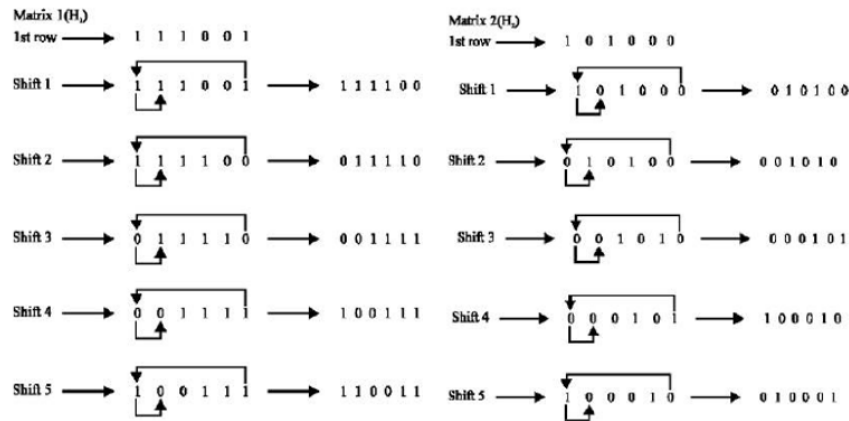 Matrix 1(H₁)
1st row 1 1 1 0 0 1
Shift 1 1 1 1 0 0 1 1 1 1 1 0 0
Shift 2 1 1 1 1 0 0 0 1 1 1 1 0
Shift 3 0 1 1 1 1 0 0 0 1 1 1 1
Shift 4 0 0 1 1 1 1 1 0 0 1 1 1
Shift 5 1 0 0 1 1 1 1 1 0 0 1 1
Matrix 2(H₂)
1st row 1 0 1 0 0 0
Shift 1 1 0 1 0 0 0 0 1 0 1 0 0
Shift 2 0 1 0 1 0 0 0 0 1 0 1 0
Shift 3 0 0 1 0 1 0 0 0 0 1 0 1
Shift 4 0 0 0 1 0 1 1 0 0 0 1 0
Shift 5 1 0 0 0 1 0 0 1 0 0 0 1